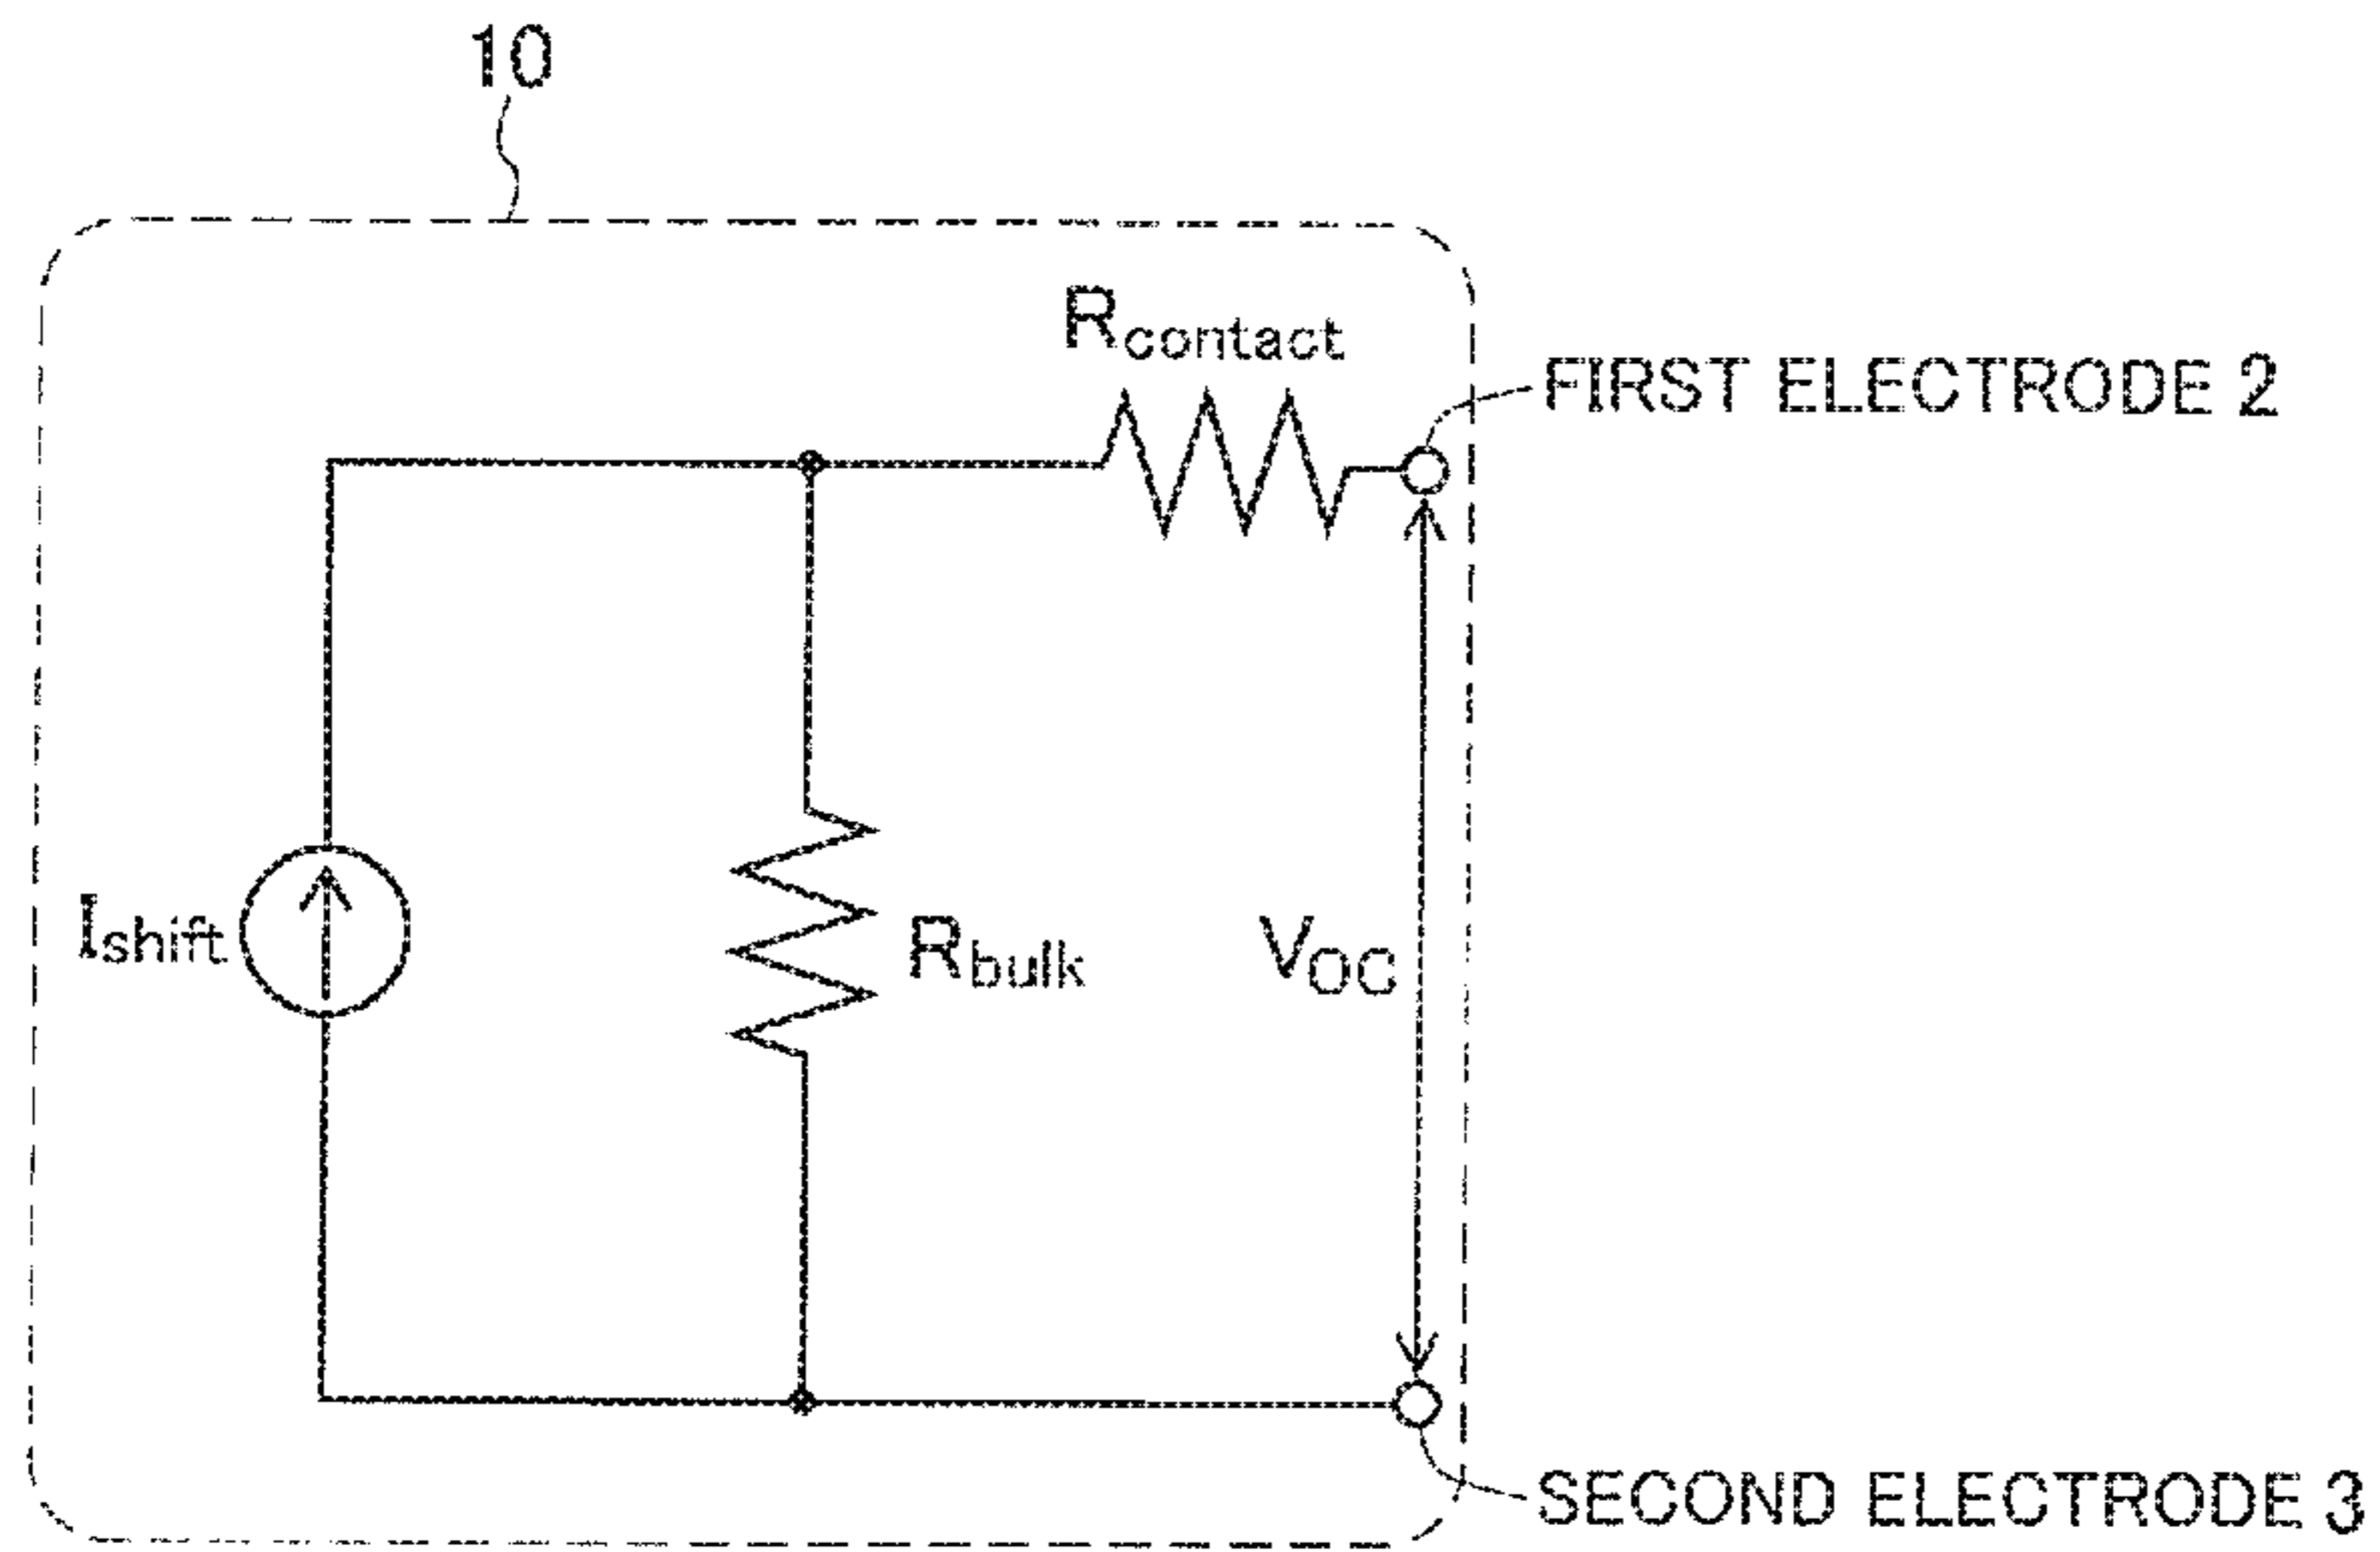 10
Rcontact
FIRST ELECTRODE 2
Ishift
Rbulk
VOC
SECOND ELECTRODE 3